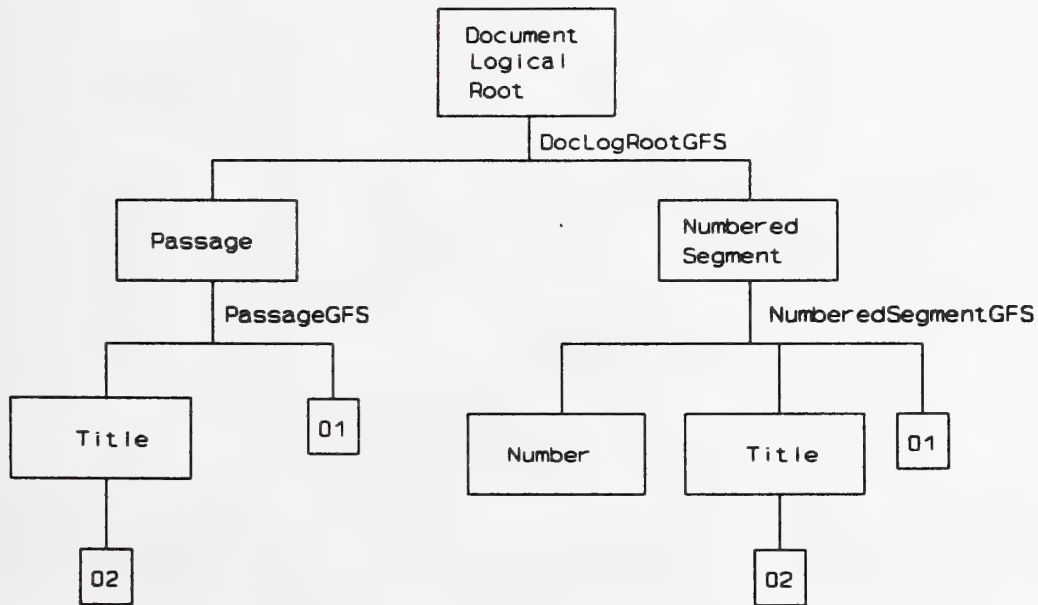 Document
Logical
Root
DocLogRootGFS
Passage
Numbered
Segment
PassageGFS
NumberedSegmentGFS
Title
01
Number
Title
01
02
02